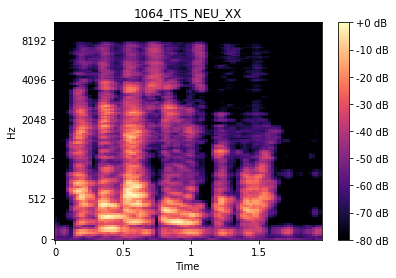 1064_ITS_NEU_XX
+0 dB
8192
-10 dB
4096
-20 dB
-30 dB
2048
-40 dB
Hz
1024
-50 dB
-60 dB
512
-70 dB
0
-80 dB
0 0.5 1 1.5
Time